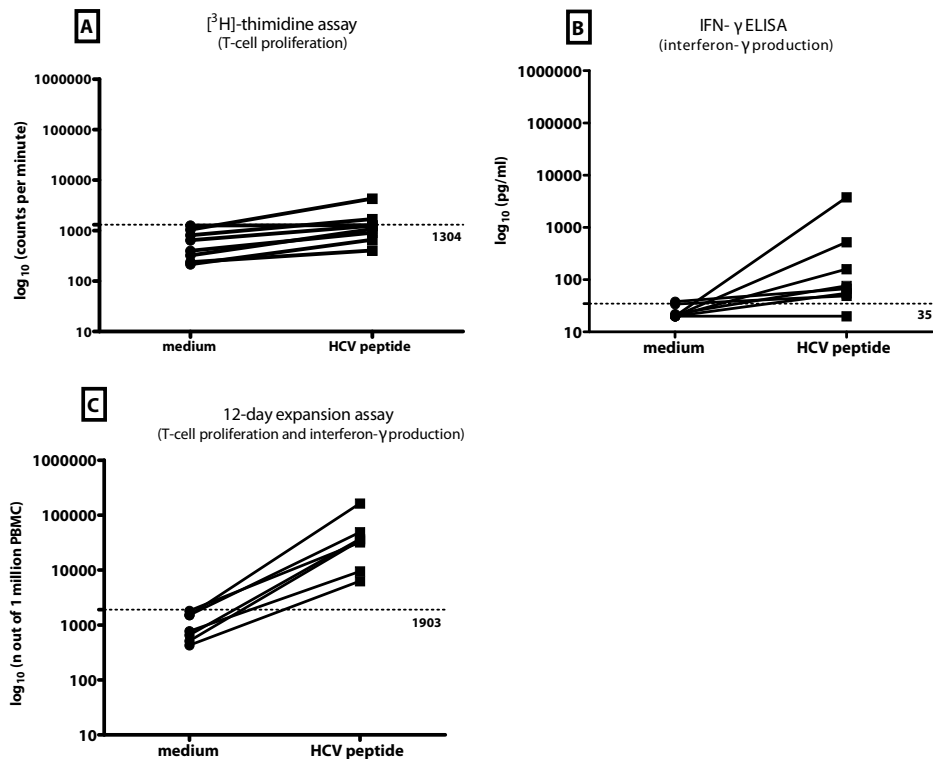 A
[³H]-thimidine assay
(T-cell proliferation)
log₁₀ (counts per minute)
1000000
100000
10000
1000
100
10
1304
medium HCV peptide
B
IFN- γ ELISA
(interferon- γ production)
log₁₀ (pg/ml)
1000000
100000
10000
1000
100
10
35
medium HCV peptide
C
12-day expansion assay
(T-cell proliferation and interferon-γ production)
log₁₀ (n out of 1 million PBMC)
1000000
100000
10000
1000
100
10
1903
medium HCV peptide